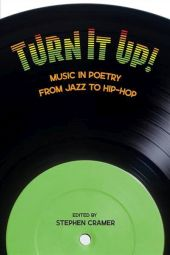 TURN IT UP!
MUSIC IN POETRY
FROM JAZZ TO HIP-HOP
EDITED BY
STEPHEN CRAMER